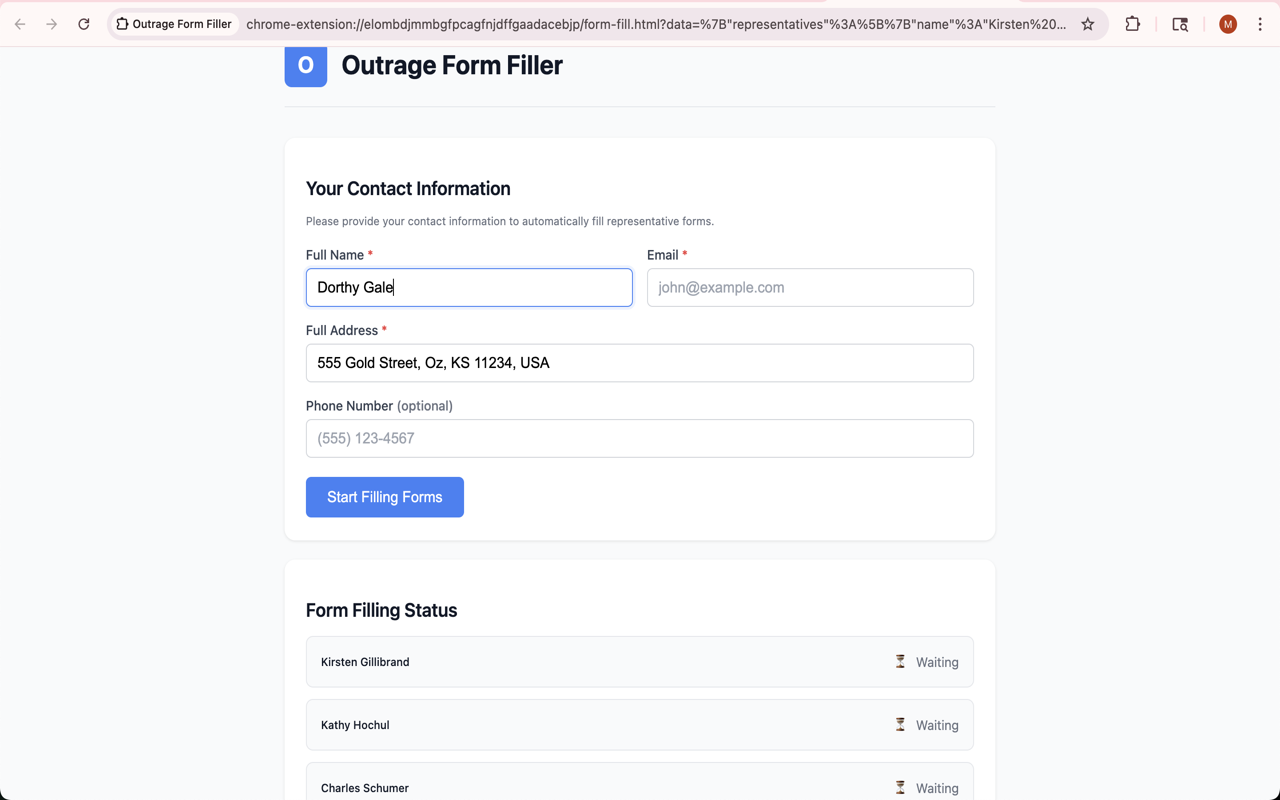 Outrage Form Filler
chrome-extension://elombdjmmbgfpcagfnjdffgaadacebjp/form-fill.html?data=%7B"representatives"%3A%5B%7B"name"%3A"Kirsten%20...
M
O
Outrage Form Filler
Your Contact Information
Please provide your contact information to automatically fill representative forms.
Full Name *
Email *
Dorthy Gale
john@example.com
Full Address *
555 Gold Street, Oz, KS 11234, USA
Phone Number (optional)
(555) 123-4567
Start Filling Forms
Form Filling Status
Kirsten Gillibrand
Waiting
Kathy Hochul
Waiting
Charles Schumer
Waiting